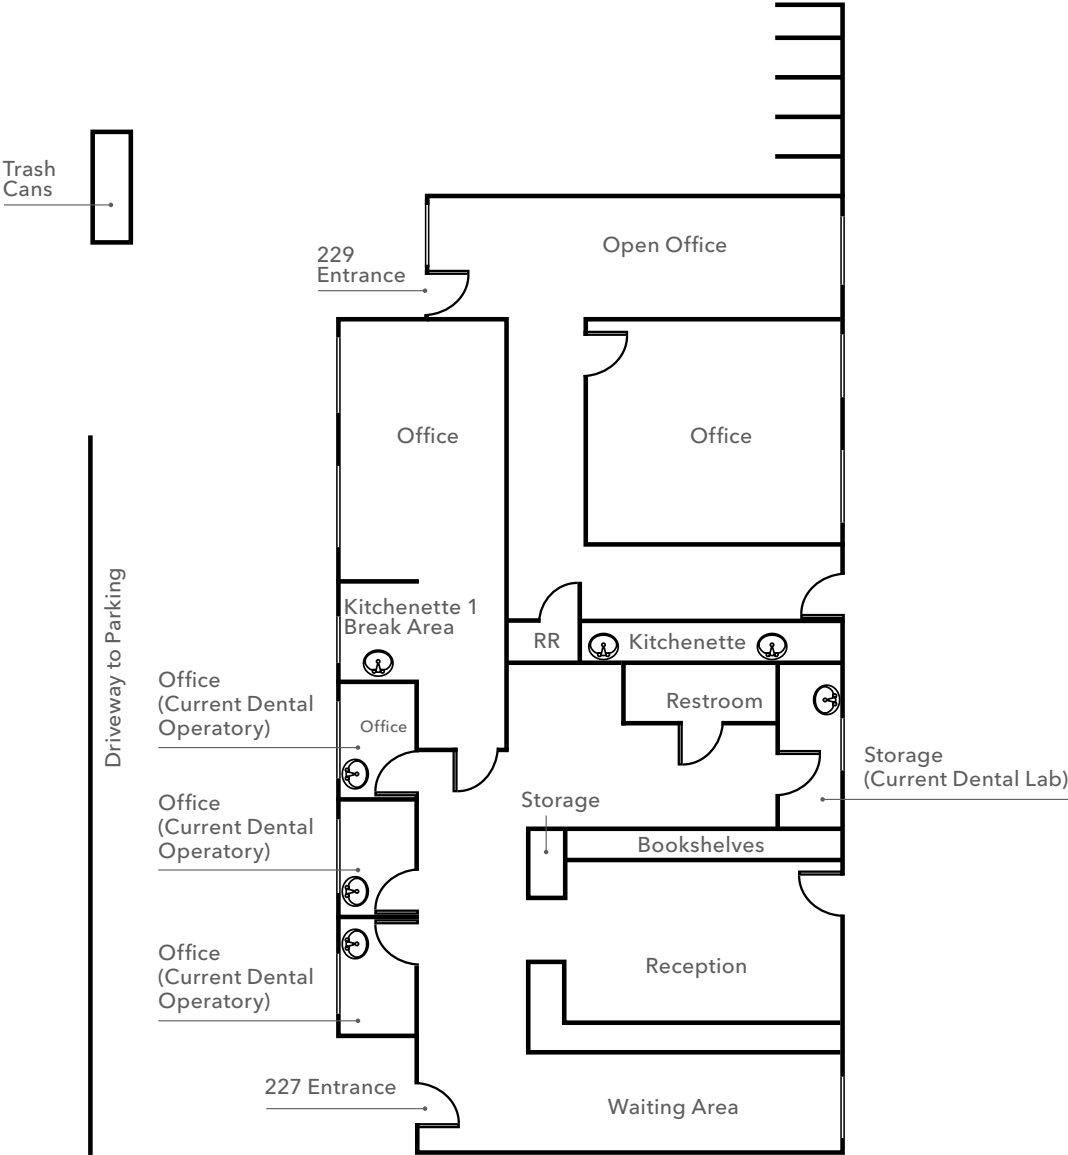 Trash
Cans
Open Office
229
Entrance
Office
Office
Driveway to Parking
Kitchenette 1
Break Area
RR
Kitchenette
Office
(Current Dental
Operatory)
Office
Restroom
Storage
(Current Dental Lab)
Storage
Office
(Current Dental
Operatory)
Bookshelves
Office
(Current Dental
Operatory)
Reception
227 Entrance
Waiting Area